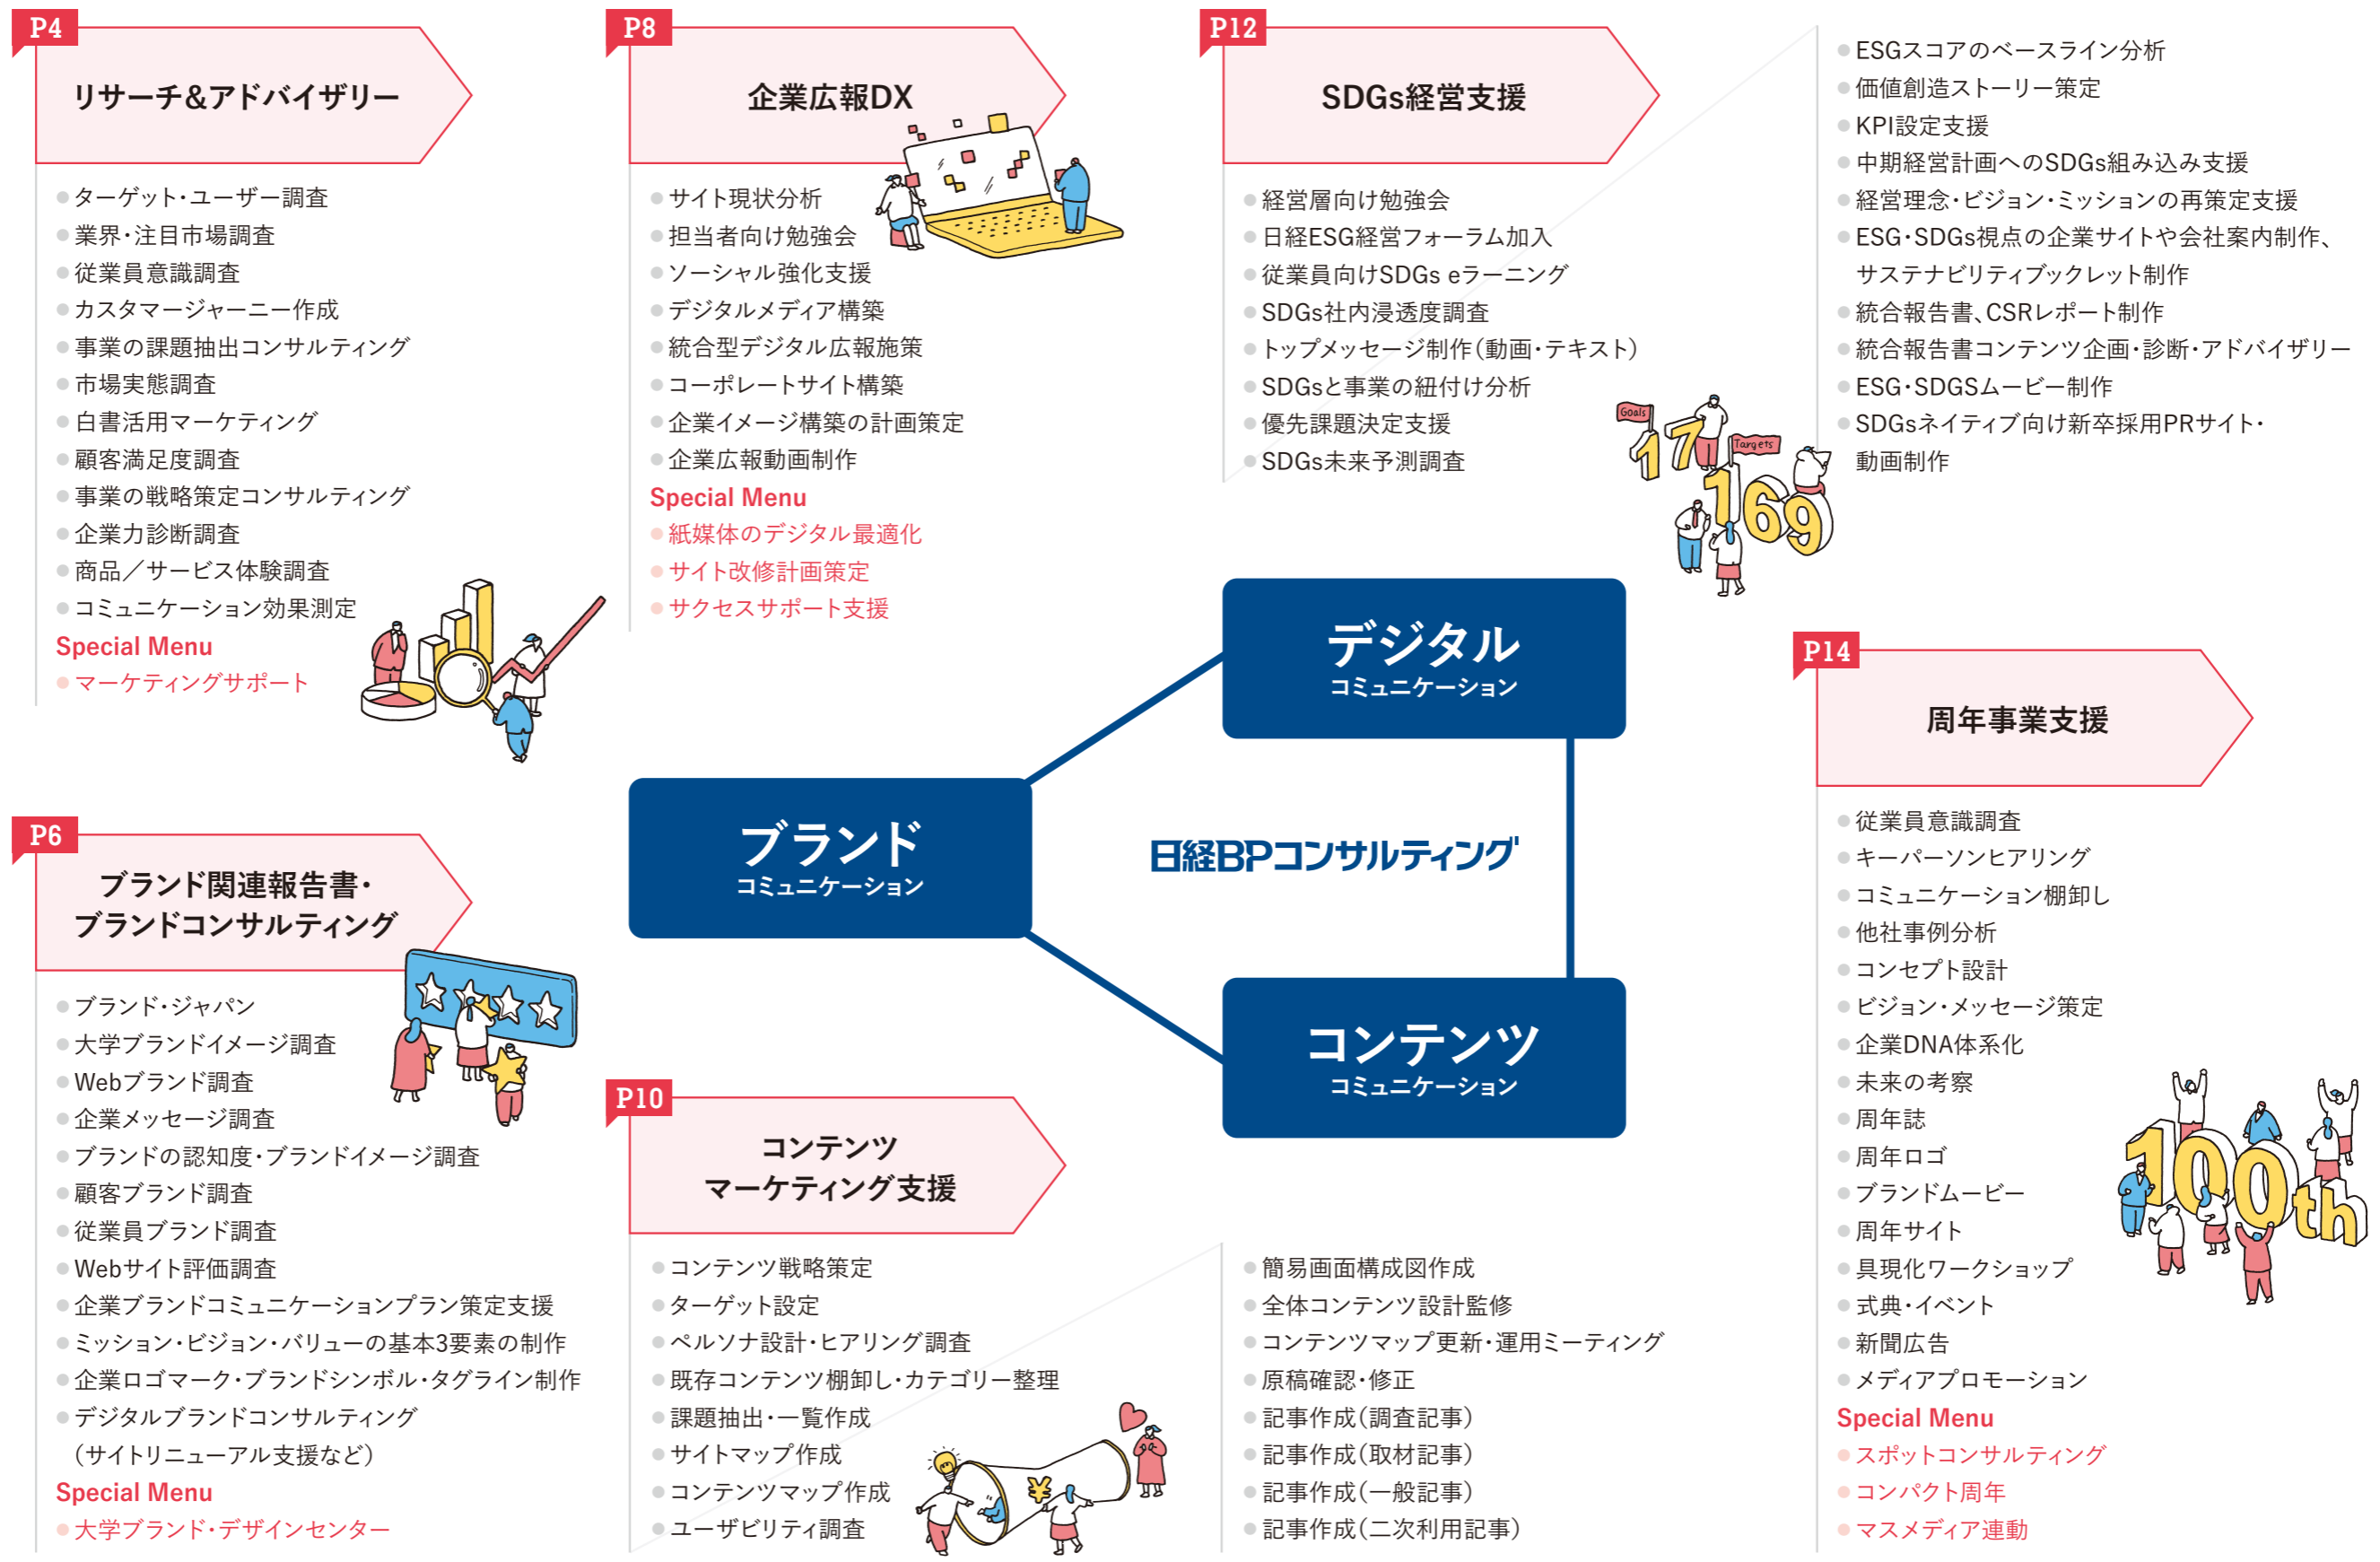 P4
リサーチ&アドバイザリー
●ターゲット・ユーザー調査
●業界・注目市場調査
●従業員意識調査
●カスタマージャーニー作成
●事業の課題抽出コンサルティング
●市場実態調査
●白書活用マーケティング
●顧客満足度調査
●事業の戦略策定コンサルティング
●企業力診断調査
●商品／サービス体験調査
●コミュニケーション効果測定
Special Menu
●マーケティングサポート
P6
ブランド関連報告書・
ブランドコンサルティング
●ブランド・ジャパン
●大学ブランドイメージ調査
●Webブランド調査
●企業メッセージ調査
●ブランドの認知度・ブランドイメージ調査
●顧客ブランド調査
●従業員ブランド調査
●Webサイト評価調査
●企業ブランドコミュニケーションプラン策定支援
●ミッション・ビジョン・バリューの基本3要素の制作
●企業ロゴマーク・ブランドシンボル・タグライン制作
●デジタルブランドコンサルティング
（サイトリニューアル支援など）
Special Menu
●大学ブランド・デザインセンター
P8
企業広報DX
●サイト現状分析
●担当者向け勉強会
●ソーシャル強化支援
●デジタルメディア構築
●統合型デジタル広報施策
●コーポレートサイト構築
●企業イメージ構築の計画策定
●企業広報動画制作
Special Menu
●紙媒体のデジタル最適化
●サイト改修計画策定
●サクセスサポート支援
ブランド
コミュニケーション
デジタル
コミュニケーション
日経BPコンサルティング
コンテンツ
コミュニケーション
P10
コンテンツ
マーケティング支援
●コンテンツ戦略策定
●ターゲット設定
●ペルソナ設計・ヒアリング調査
●既存コンテンツ棚卸し・カテゴリー整理
●課題抽出・一覧作成
●サイトマップ作成
●コンテンツマップ作成
●ユーザビリティ調査
¥
●簡易画面構成図作成
●全体コンテンツ設計監修
●コンテンツマップ更新・運用ミーティング
●原稿確認・修正
●記事作成（調査記事）
●記事作成（取材記事）
●記事作成（一般記事）
●記事作成（二次利用記事）
P12
SDGs経営支援
●経営層向け勉強会
●日経ESG経営フォーラム加入
●従業員向けSDGs eラーニング
●SDGs社内浸透度調査
●トップメッセージ制作（動画・テキスト）
●SDGsと事業の紐付け分析
●優先課題決定支援
●SDGs未来予測調査
Goals
17
Targets
169
●ESGスコアのベースライン分析
●価値創造ストーリー策定
●KPI設定支援
●中期経営計画へのSDGs組み込み支援
●経営理念・ビジョン・ミッションの再策定支援
●ESG・SDGs視点の企業サイトや会社案内制作、
サステナビリティブックレット制作
●統合報告書、CSRレポート制作
●統合報告書コンテンツ企画・診断・アドバイザリー
●ESG・SDGSムービー制作
●SDGsネイティブ向け新卒採用PRサイト・
動画制作
P14
周年事業支援
●従業員意識調査
●キーパーソンヒアリング
●コミュニケーション棚卸し
●他社事例分析
●コンセプト設計
●ビジョン・メッセージ策定
●企業DNA体系化
●未来の考察
●周年誌
●周年ロゴ
●ブランドムービー
●周年サイト
●具現化ワークショップ
●式典・イベント
●新聞広告
●メディアプロモーション
Special Menu
●スポットコンサルティング
●コンパクト周年
●マスメディア連動
100th